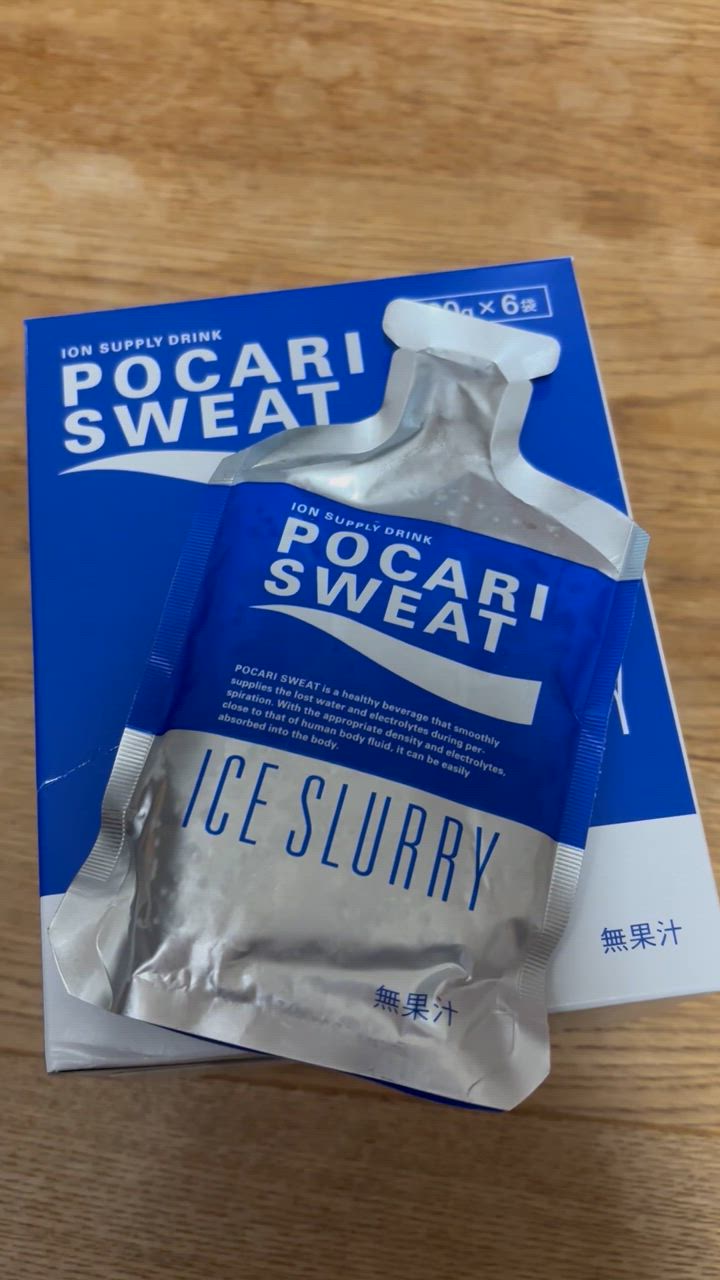 ION SUPPLY DRINK
POCARI
SWEAT
× 6袋
ION SUPPLY DRINK
POCARI
SWEAT
POCARI SWEAT is a healthy beverage that smoothly
supplies the lost water and electrolytes during per-
spiration. With the appropriate density and electrolytes,
close to that of human body fluid, it can be easily
absorbed into the body.
ICE SLURRY
無果汁
Y
無果汁